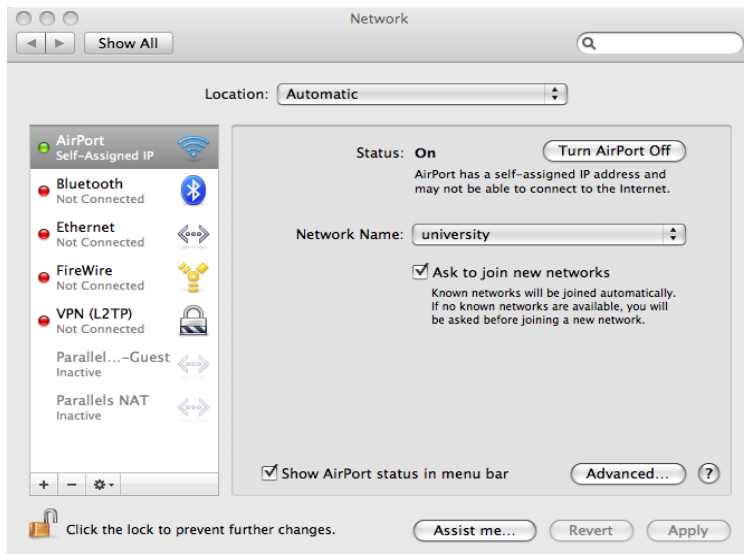 Network
Show All
Location: Automatic
AirPort
Self-Assigned IP
Bluetooth
Not Connected
Ethernet
Not Connected
FireWire
Not Connected
VPN (L2TP)
Not Connected
Parallel...-Guest
Inactive
Parallels NAT
Inactive
Status: On
Turn AirPort Off
AirPort has a self-assigned IP address and
may not be able to connect to the Internet.
Network Name: university
Ask to join new networks
Known networks will be joined automatically.
If no known networks are available, you will
be asked before joining a new network.
Show AirPort status in menu bar
Advanced... ?
+ −
Click the lock to prevent further changes.
Assist me... Revert Apply